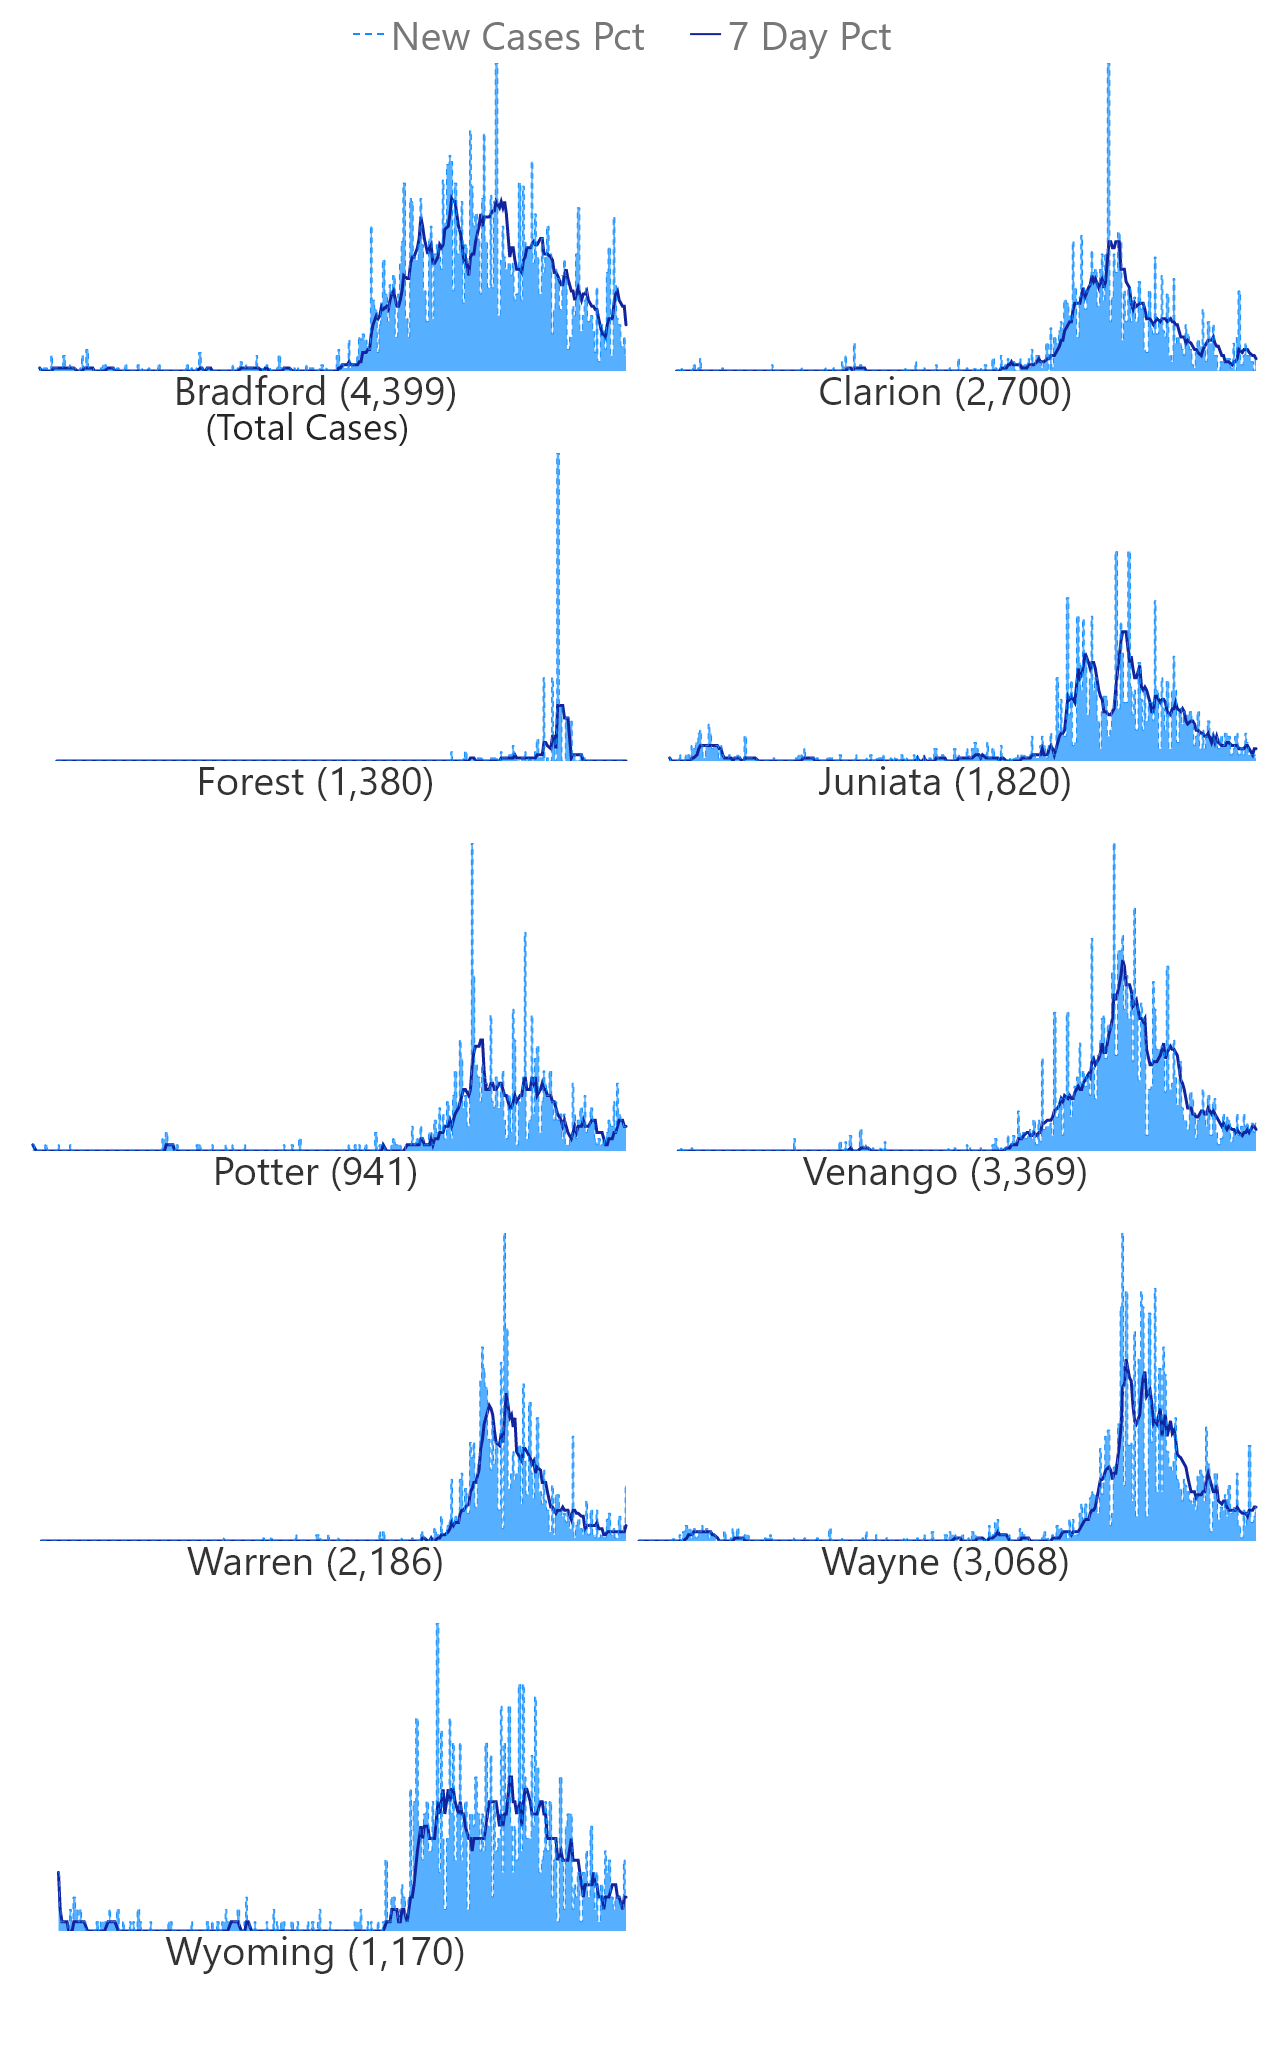 New Cases Pct 7 Day Pct
Bradford (4,399) Clarion (2,700)
(Total Cases)
Forest (1,380) Juniata (1,820)
Potter (941) Venango (3,369)
Warren (2,186) Wayne (3,068)
Wyoming (1,170)